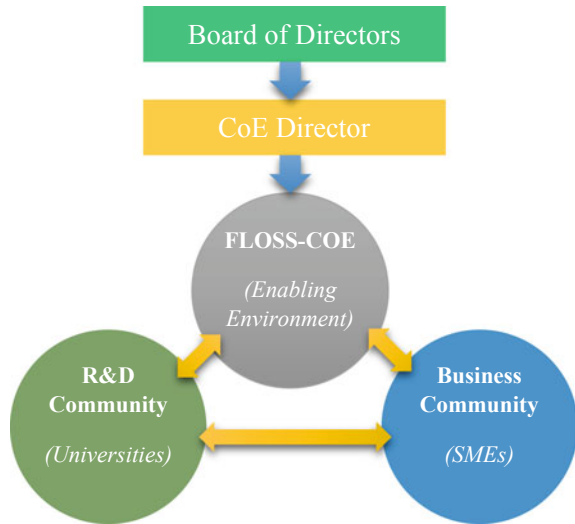 Board of Directors
CoE Director
FLOSS-COE
(Enabling
Environment)
R&D
Community
(Universities)
Business
Community
(SMEs)